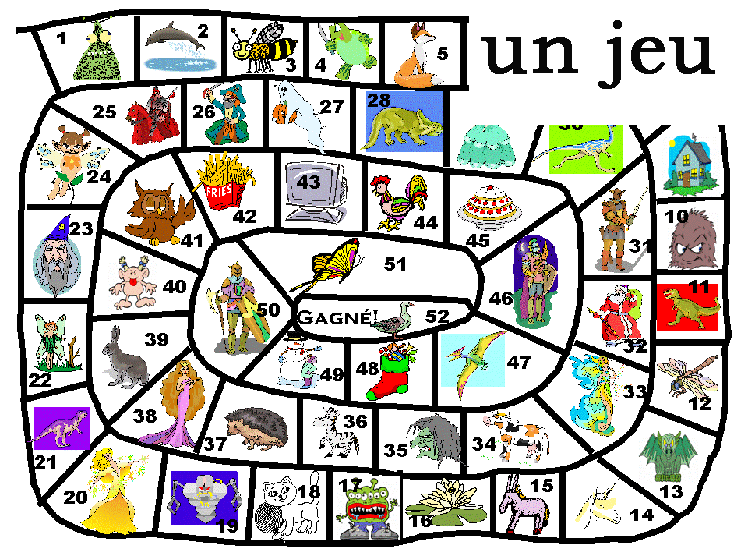 un jeu
1 2 3 4 5
25 26 27 28
24 FRIES 43 44 45 31 10
23 41 42 51 11
40 50 GAGNÉ! 52 46 32
22 39 49 48 47 33 12
38 37 36 35 34
21 13
20 19 18 17 16 15 14